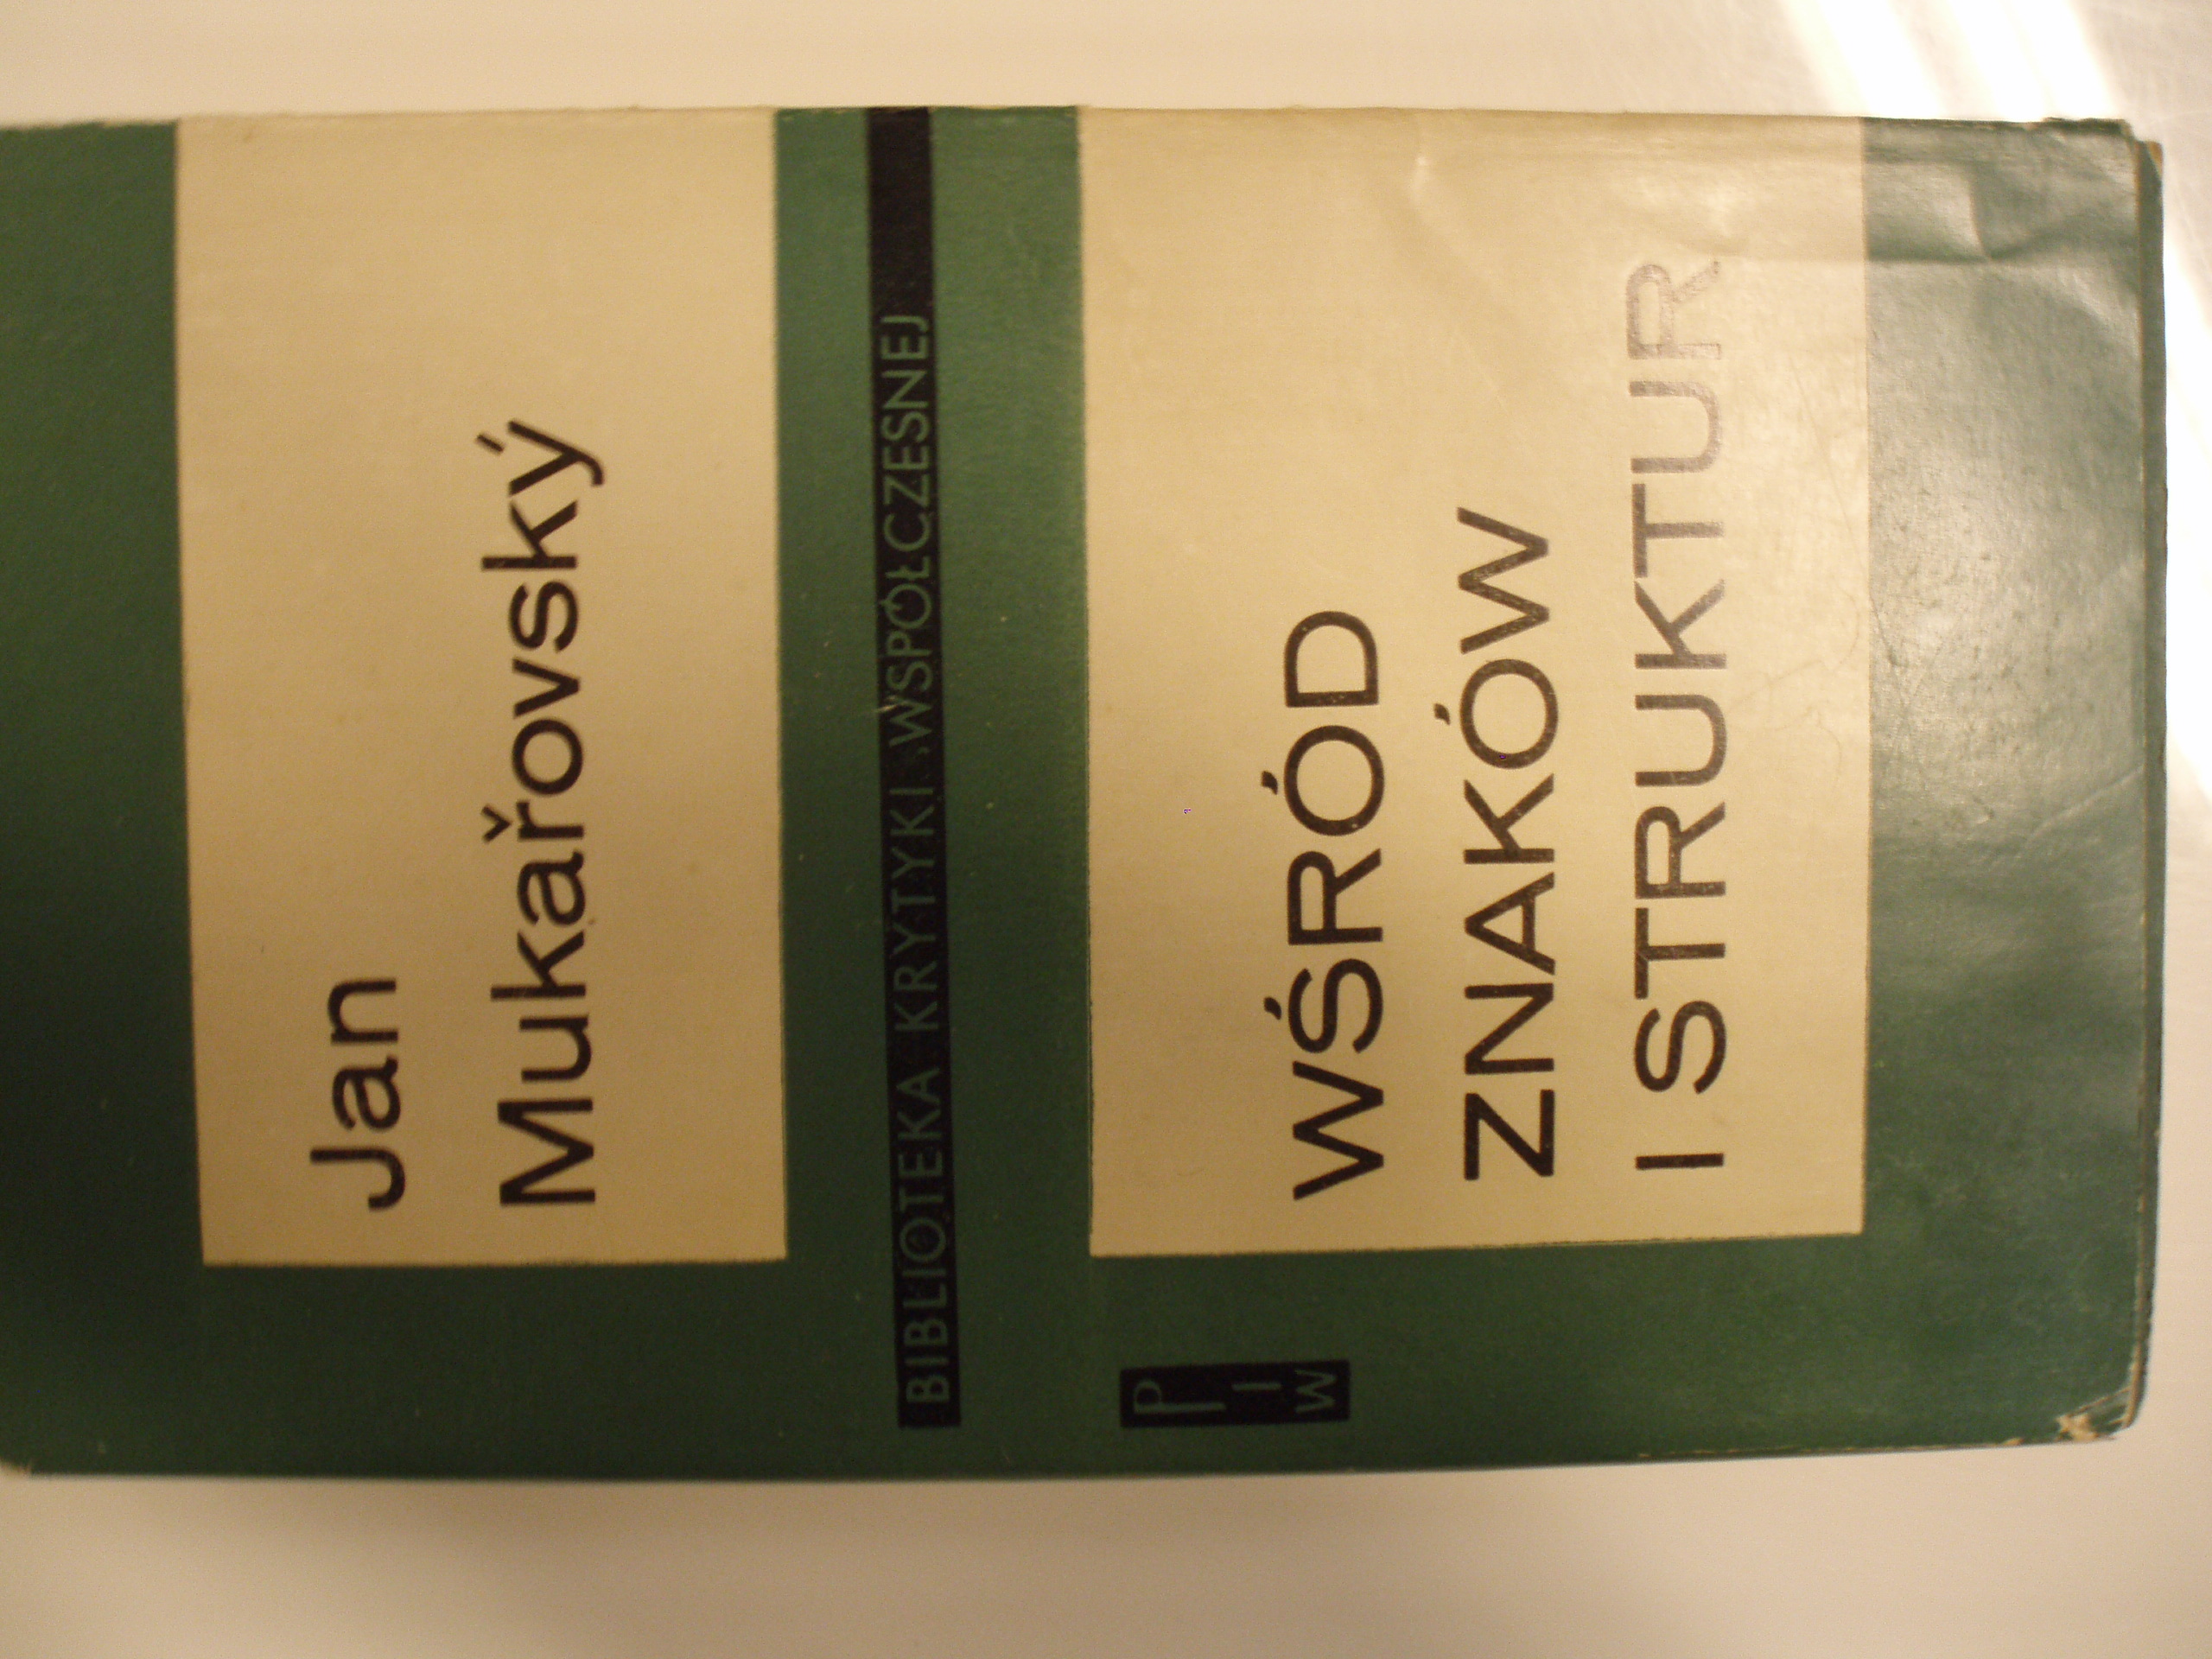 Jan
Mukařovský
BIBLIOTEKA KRYTYKI WSPÓŁCZESNEJ
WŚRÓD
ZNAKÓW
I STRUKTUR
P
I
W